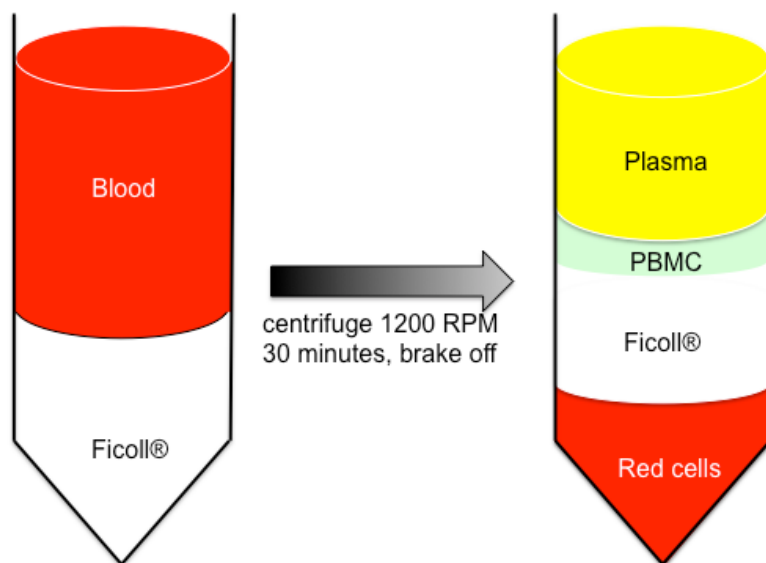 Blood
Ficoll®
centrifuge 1200 RPM
30 minutes, brake off
Plasma
PBMC
Ficoll®
Red cells